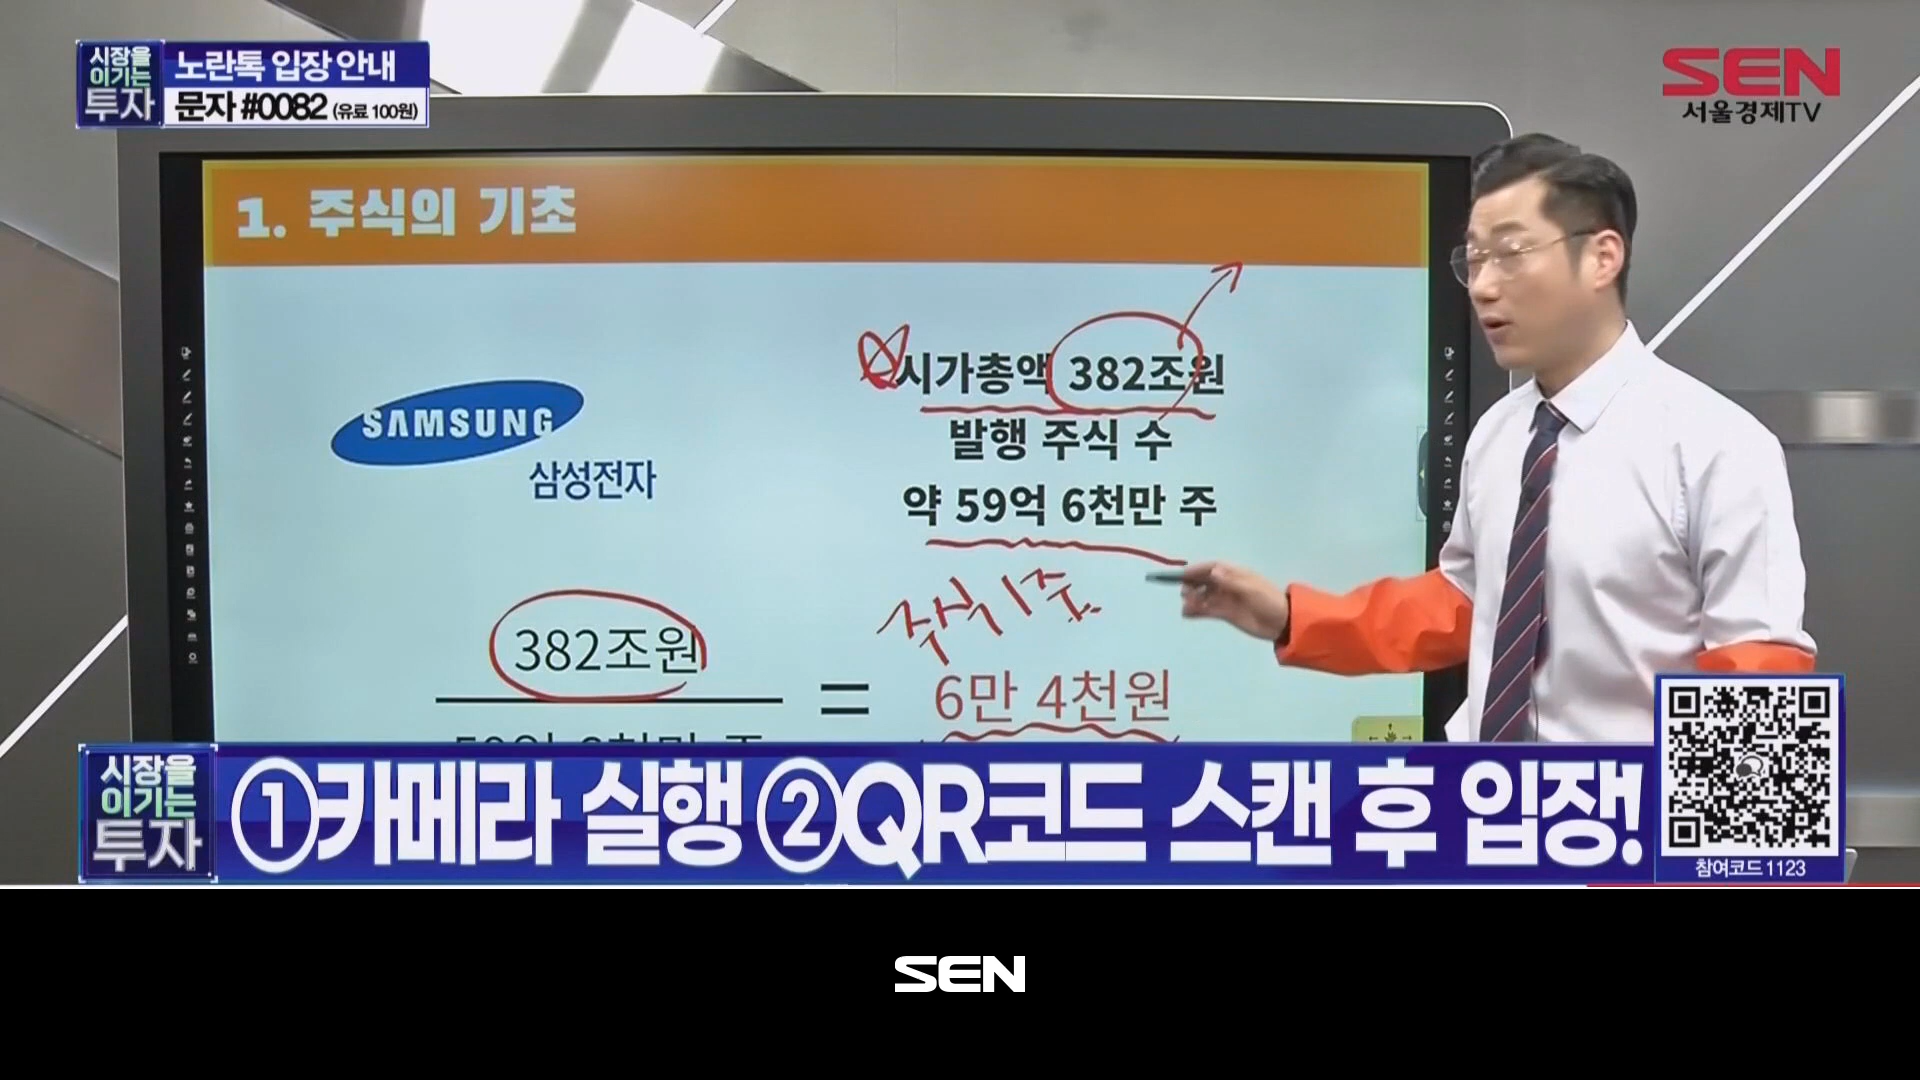 시장을
이기는
투자
노란톡 입장 안내
문자 #0082 (유료 100원)
SEN
서울경제TV
1. 주식의 기초
SAMSUNG
삼성전자
시가총액 382조원
발행 주식 수
약 59억 6천만 주
주식 1주
382조원
=
6만 4천원
시장을
이기는
투자
①카메라 실행 ②QR코드 스캔 후 입장!
참여코드 1123
SEN